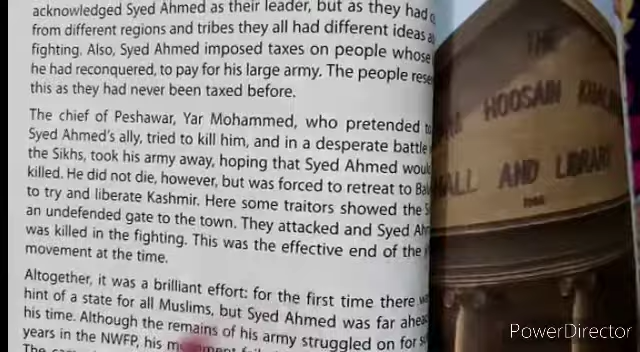 acknowledged Syed Ahmed as their leader, but as they had
from different regions and tribes they all had different ideas
fighting. Also, Syed Ahmed imposed taxes on people whose
he had reconquered, to pay for his large army. The people
this as they had never been taxed before.
The chief of Peshawar, Yar Mohammed, who pretended
Syed Ahmed's ally, tried to kill him, and in a desperate battle
the Sikhs, took his army away, hoping that Syed Ahmed
killed. He did not die, however, but was forced to retreat to
to try and liberate Kashmir. Here some traitors showed the
an undefended gate to the town. They attacked and Syed
was killed in the fighting. This was the effective end of the
movement at the time.
Altogether, it was a brilliant effort: for the first time there
hint of a state for all Muslims, but Syed Ahmed was far
his time. Although the remains of his army struggled on for
years in the NWFP, his
THE
HOOSAIN
HALL AND LIBRARY
PowerDirector